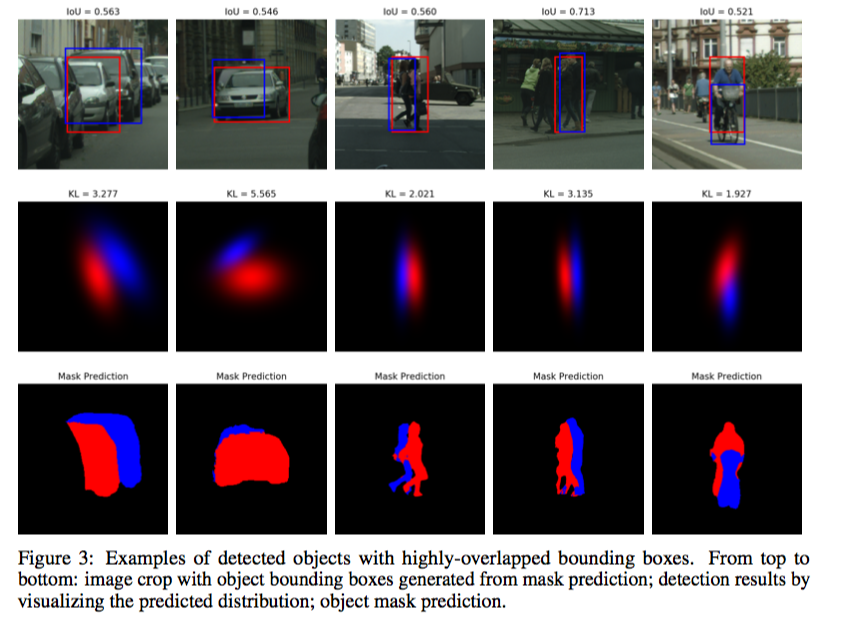 IoU = 0.563
IoU = 0.546
IoU = 0.560
IoU = 0.713
IoU = 0.521
KL = 3.277
KL = 5.565
KL = 2.021
KL = 3.135
KL = 1.927
Mask Prediction
Mask Prediction
Mask Prediction
Mask Prediction
Mask Prediction
Figure 3: Examples of detected objects with highly-overlapped bounding boxes. From top to
bottom: image crop with object bounding boxes generated from mask prediction; detection results by
visualizing the predicted distribution; object mask prediction.